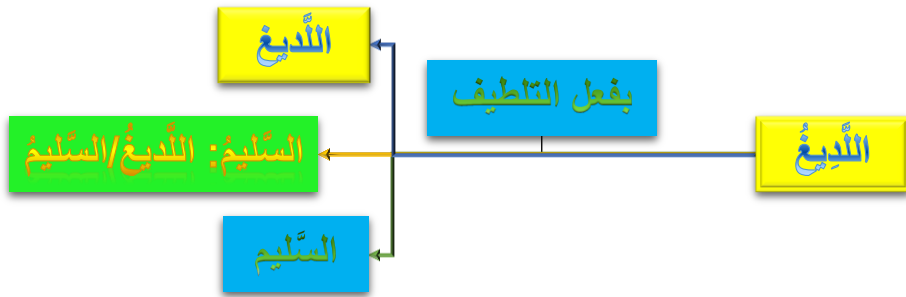 اللَّدِيغُ
بفعل التلطيف
اللَّديغ
السَّليمُ: اللَّديغُ/السَّليمُ
السَّليم